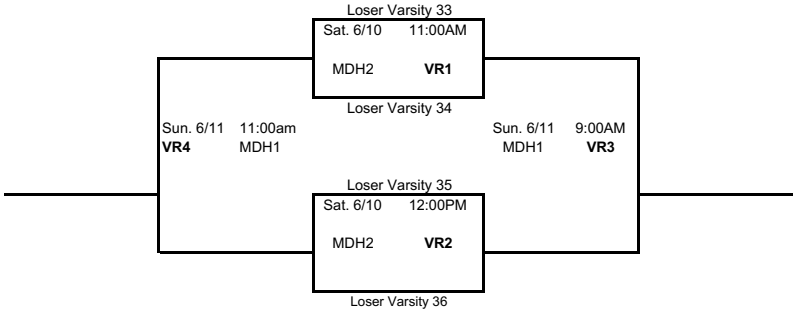 Loser Varsity 33
Sat. 6/10 11:00AM
MDH2 VR1
Loser Varsity 34
Sun. 6/11 11:00am Sun. 6/11 9:00AM
VR4 MDH1 MDH1 VR3
Loser Varsity 35
Sat. 6/10 12:00PM
MDH2 VR2
Loser Varsity 36